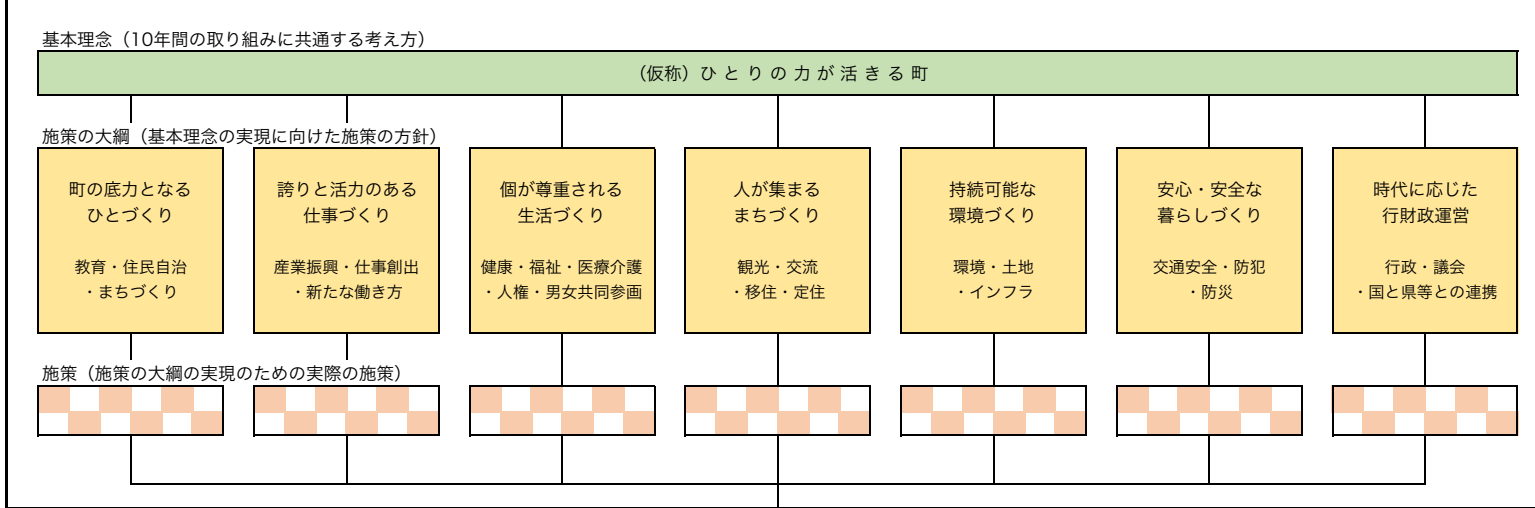 基本理念（10年間の取り組みに共通する考え方）
（仮称）ひとりの力が活きる町
施策の大綱（基本理念の実現に向けた施策の方針）
町の底力となる
ひとづくり
教育・住民自治
・まちづくり
誇りと活力のある
仕事づくり
産業振興・仕事創出
・新たな働き方
個が尊重される
生活づくり
健康・福祉・医療介護
・人権・男女共同参画
人が集まる
まちづくり
観光・交流
・移住・定住
持続可能な
環境づくり
環境・土地
・インフラ
安心・安全な
暮らしづくり
交通安全・防犯
・防災
時代に応じた
行財政運営
行政・議会
・国と県等との連携
施策（施策の大綱の実現のための実際の施策）